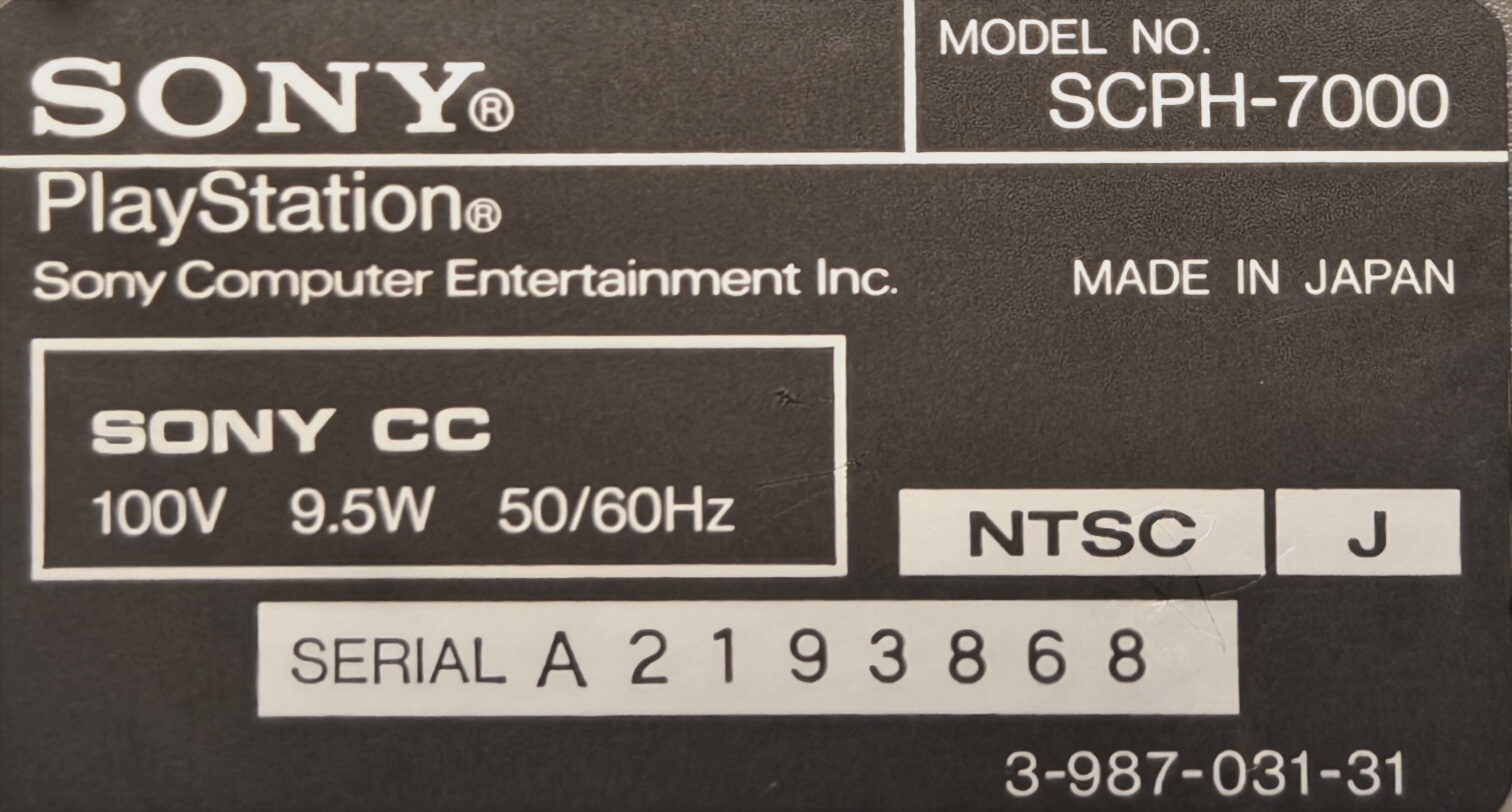 SONY®
MODEL NO.
SCPH-7000
PlayStation®
Sony Computer Entertainment Inc.
MADE IN JAPAN
SONY CC
100V 9.5W 50/60Hz
NTSC J
SERIAL A 2 1 9 3 8 6 8
3-987-031-31